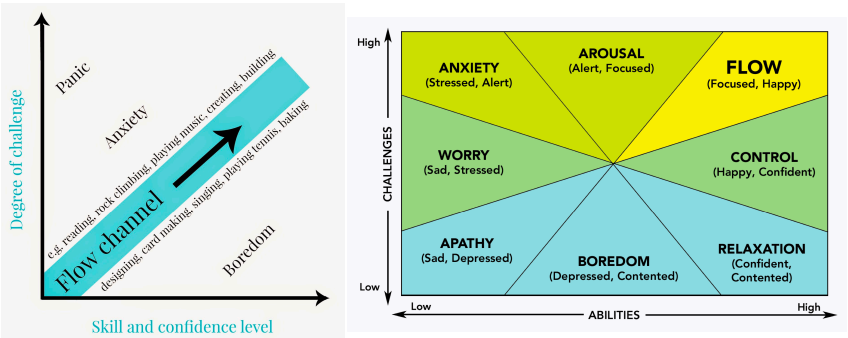 Degree of challenge
Panic
Anxiety
e.g. reading, rock climbing, playing music, creating, building
Flow channel
designing, card making, singing, playing tennis, baking
Boredom
Skill and confidence level
High
CHALLENGES
Low
ANXIETY
(Stressed, Alert)
AROUSAL
(Alert, Focused)
FLOW
(Focused, Happy)
WORRY
(Sad, Stressed)
CONTROL
(Happy, Confident)
APATHY
(Sad, Depressed)
BOREDOM
(Depressed, Contented)
RELAXATION
(Confident,
Contented)
Low
ABILITIES
High